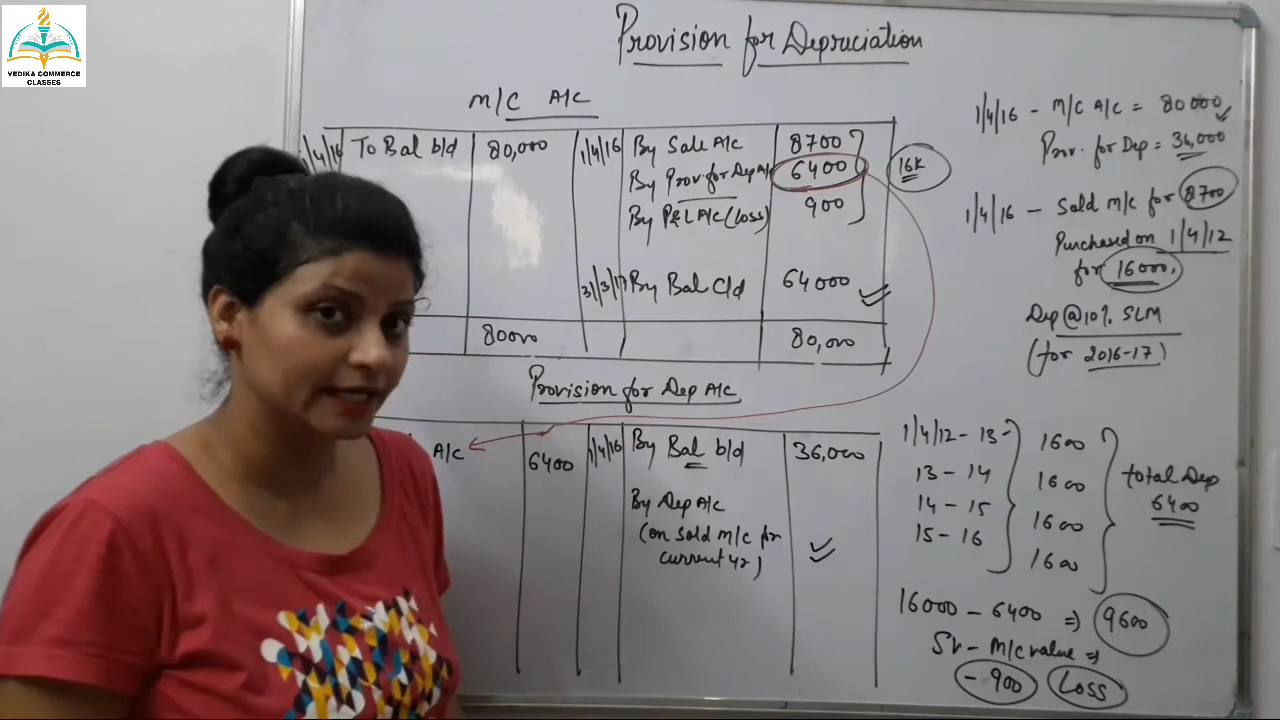 VEDIKA COMMERCE
CLASSES
Provision for Depreciation
M/C A/C
1/4/16 To Bal b/d 80,000 1/4/16 By Sale A/c 8700
By Prov. for Dep A/c 6400 16K
By P&L A/C (Loss) 900
31/3/17 By Bal C/d 64000
80000 80,000
Provision for Dep A/c
A/c 6400 1/4/16 By Bal b/d 36,000
By Dep A/c
(on sold m/c for
current yr)
1/4/16 - M/C A/C = 80000
Prov. for Dep = 36,000
1/4/16 - Sold m/c for 8700
Purchased on 1/4/12
for 16000.
Dep @ 10% SLM
(for 2016-17)
1/4/12 - 13 - 1600
13 - 14 1600
14 - 15 1600
15 - 16 1600
total Dep
6400
16000 - 6400 => 9600
SV - M/C value =>
- 900 Loss